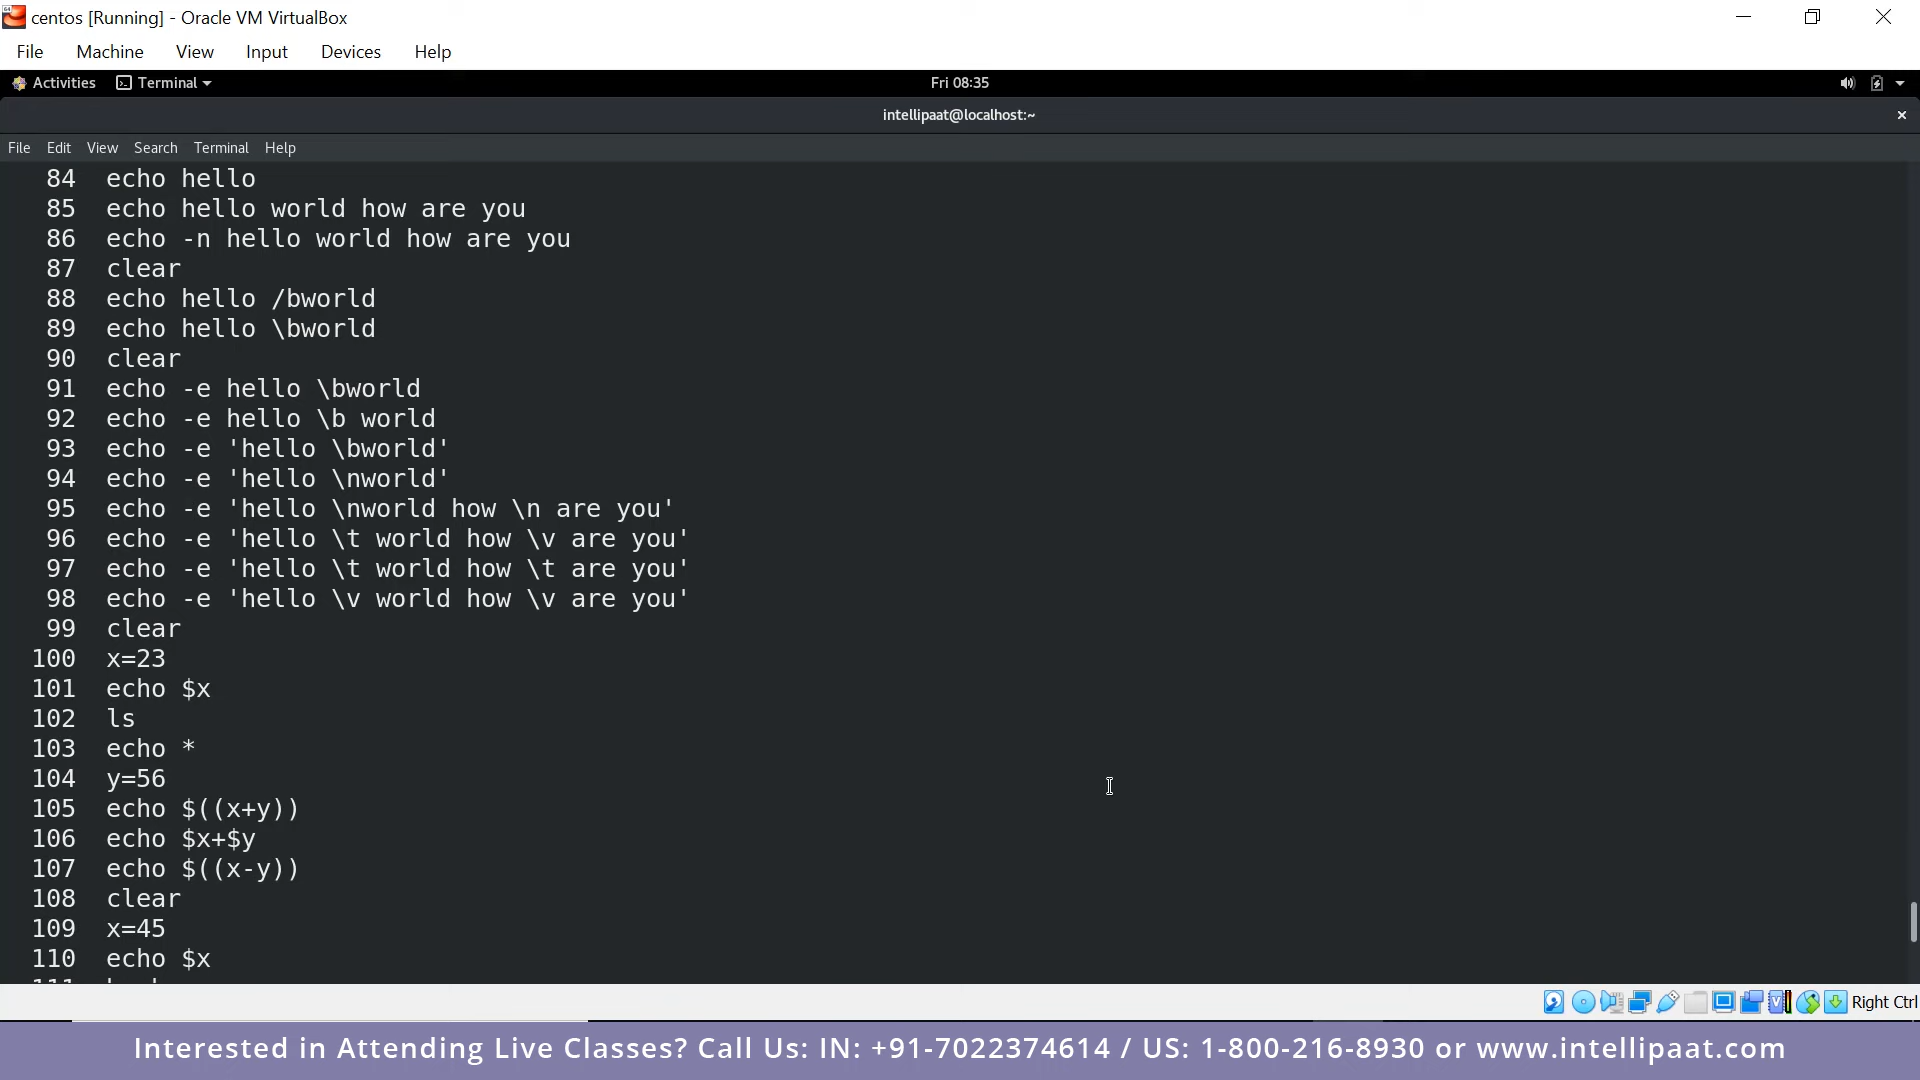 centos [Running] - Oracle VM VirtualBox
File Machine View Input Devices Help
Activities Terminal Fri 08:35
intellipaat@localhost:~
File Edit View Search Terminal Help
84 echo hello
85 echo hello world how are you
86 echo -n hello world how are you
87 clear
88 echo hello /bworld
89 echo hello \bworld
90 clear
91 echo -e hello \bworld
92 echo -e hello \b world
93 echo -e 'hello \bworld'
94 echo -e 'hello \nworld'
95 echo -e 'hello \nworld how \n are you'
96 echo -e 'hello \t world how \v are you'
97 echo -e 'hello \t world how \t are you'
98 echo -e 'hello \v world how \v are you'
99 clear
100 x=23
101 echo $x
102 ls
103 echo *
104 y=56
105 echo $((x+y))
106 echo $x+$y
107 echo $((x-y))
108 clear
109 x=45
110 echo $x
Right Ctrl
Interested in Attending Live Classes? Call Us: IN: +91-7022374614 / US: 1-800-216-8930 or www.intellipaat.com